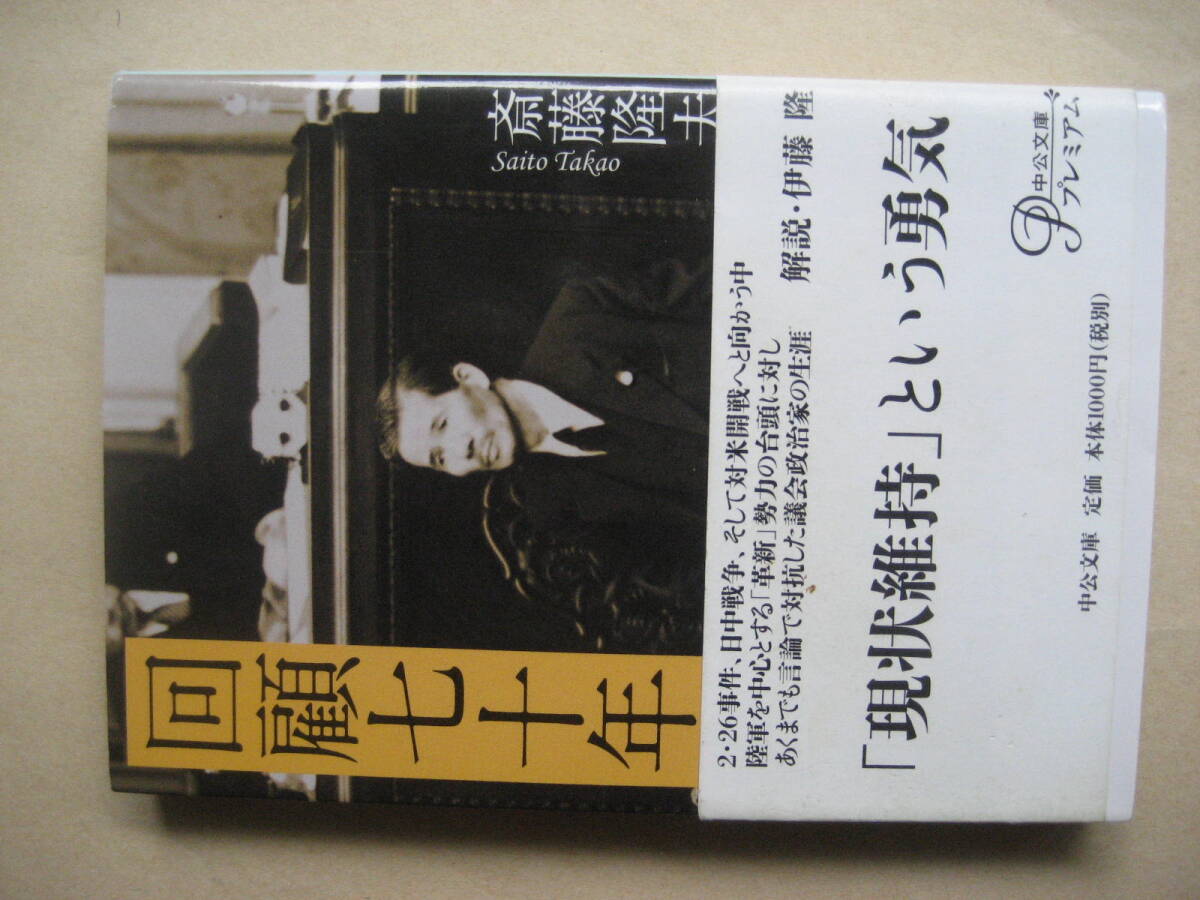 回顧七十年
斎藤隆夫
Saito Takao
2・26事件、日中戦争、そして対米開戦へと向かう中
陸軍を中心とする「革新」勢力の台頭に対し
あくまでも言論で対抗した議会政治家の生涯
解説・伊藤 隆
「現状維持」という勇気
中公文庫 定価 本体1000円(税別)
中公文庫
プレミアム